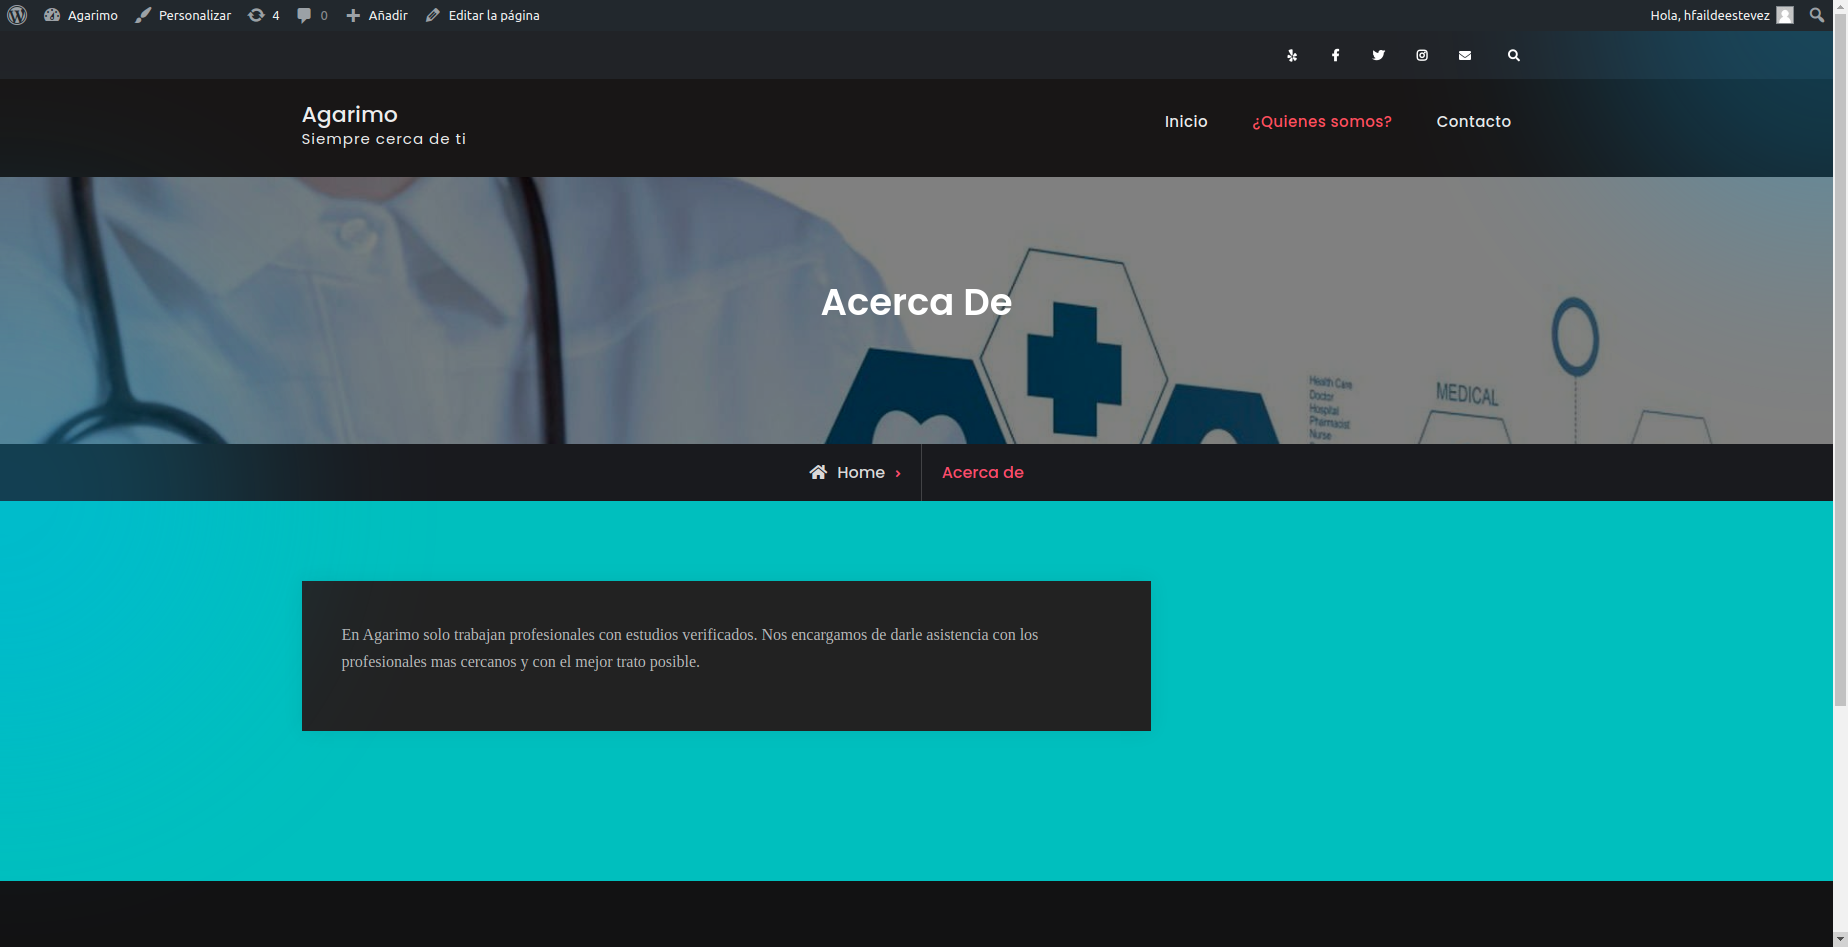 Agarimo Personalizar 4 0 Añadir Editar la página Hola, hfaildeestevez
Agarimo
Siempre cerca de ti
Inicio ¿Quienes somos? Contacto
Acerca De
Health Care
Doctor
Hospital
Pharmacist
Nurse
MEDICAL
Home › Acerca de
En Agarimo solo trabajan profesionales con estudios verificados. Nos encargamos de darle asistencia con los
profesionales mas cercanos y con el mejor trato posible.